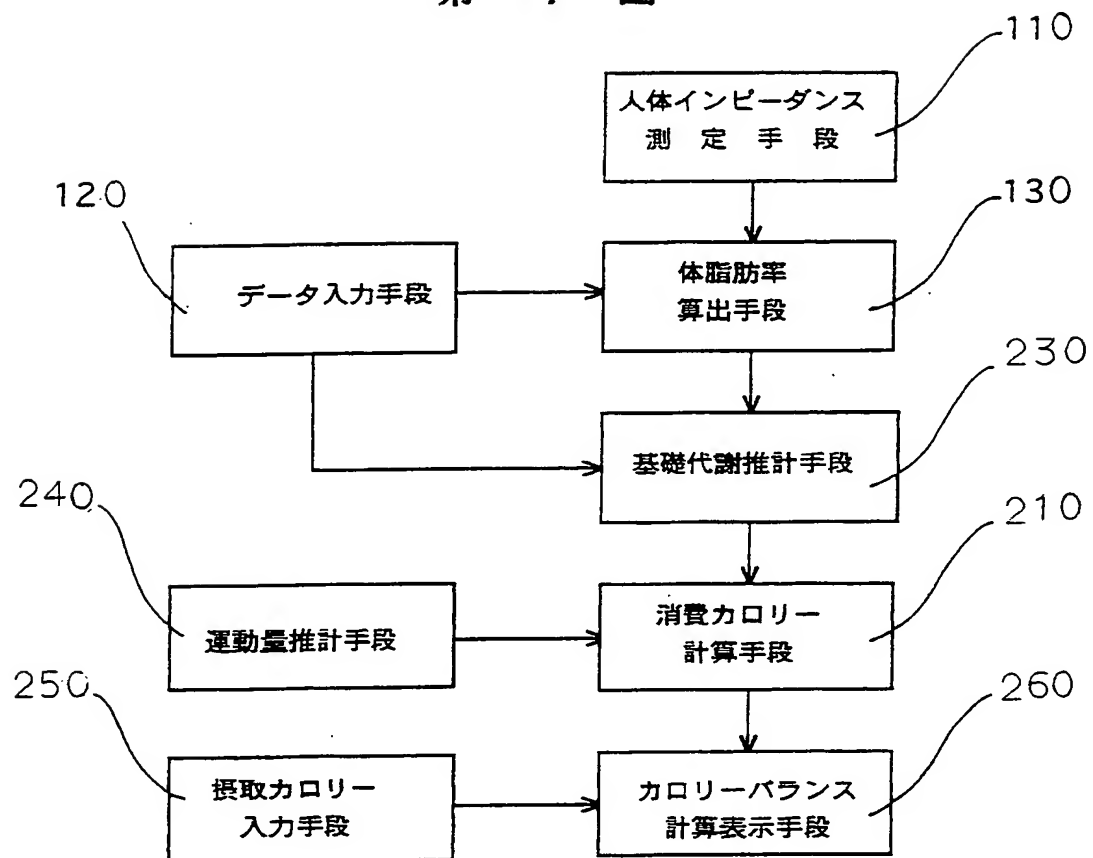 110
人体インピーダンス
測定手段
120
130
データ入力手段
体脂肪率
算出手段
230
基礎代謝推計手段
240
210
運動量推計手段
消費カロリー
計算手段
250
260
摂取カロリー
入力手段
カロリーバランス
計算表示手段